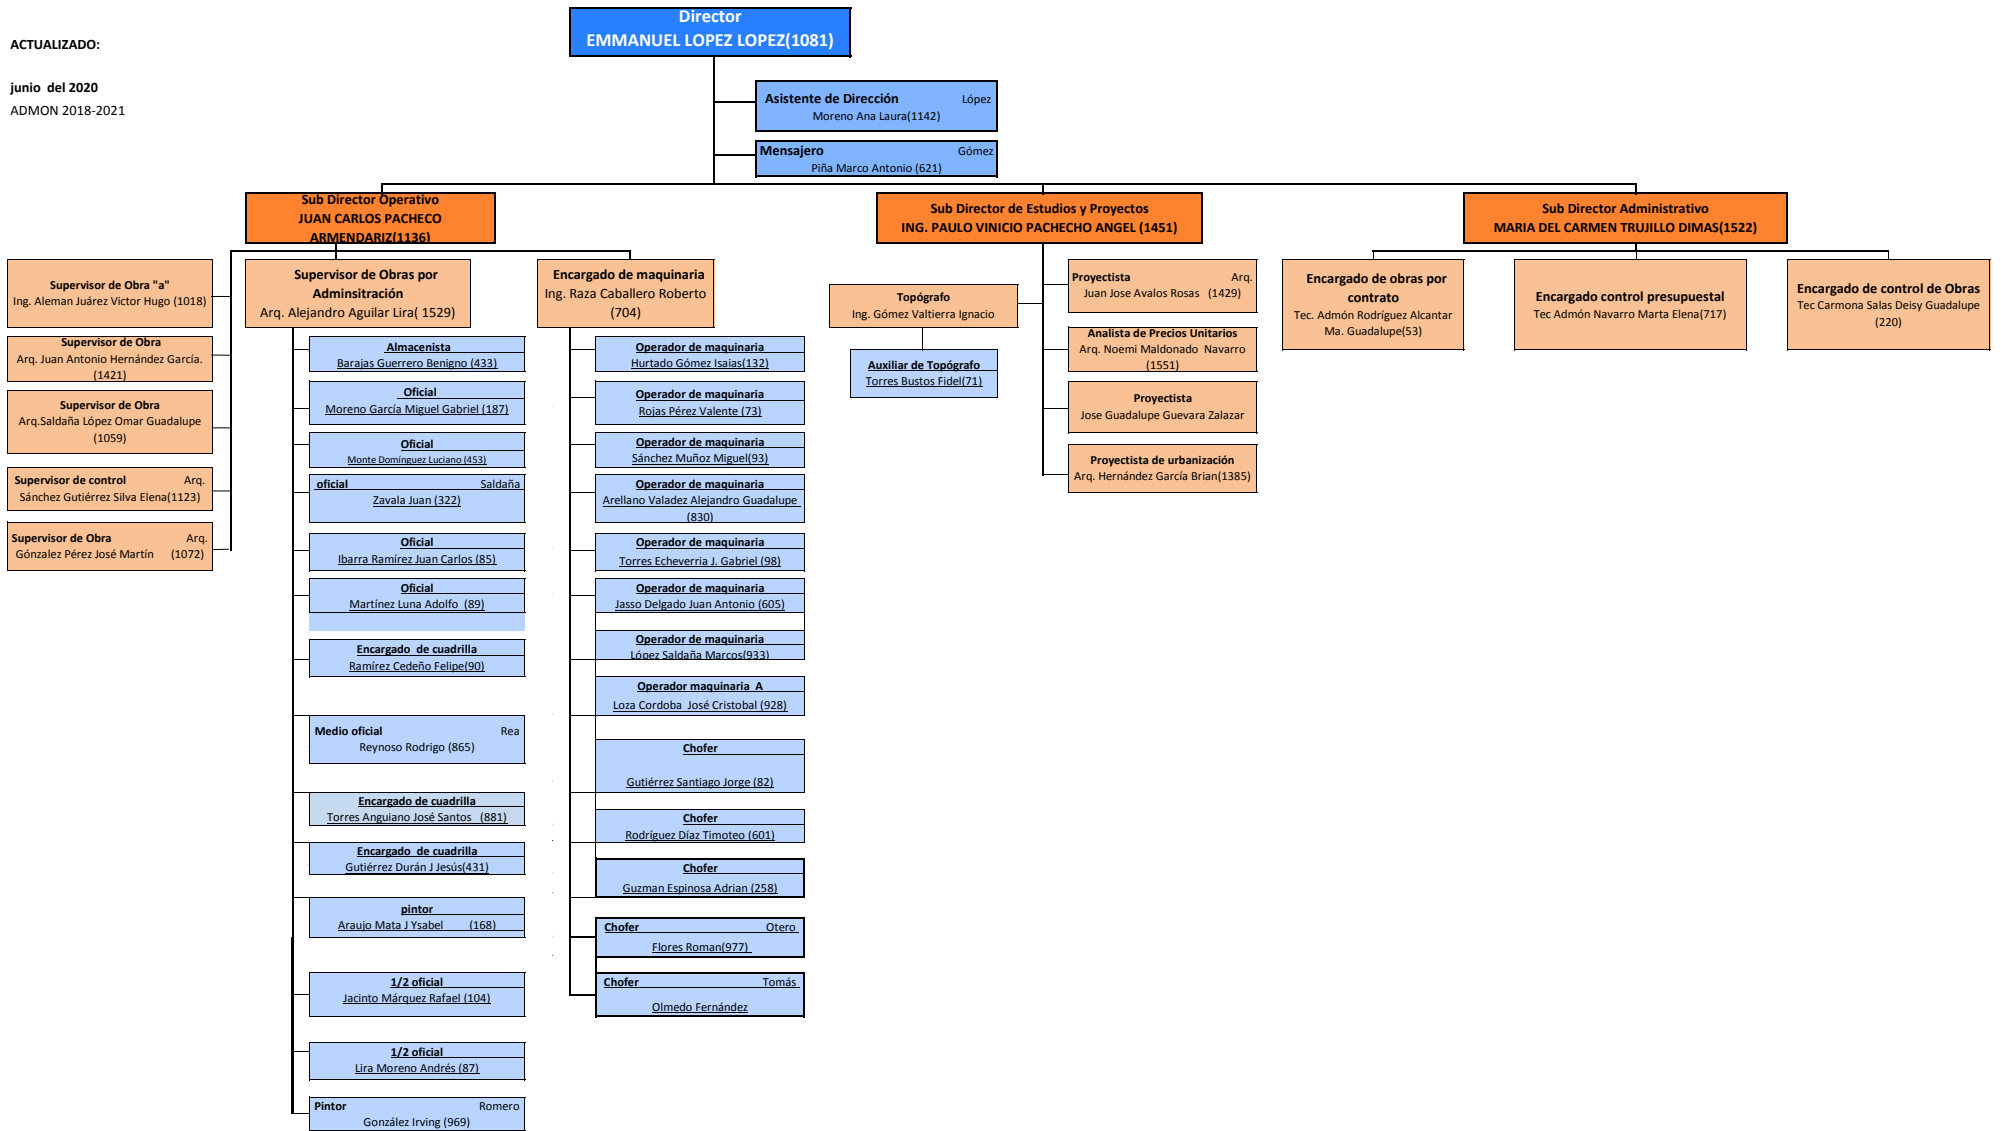 Director
EMMANUEL LOPEZ LOPEZ(1081)
ACTUALIZADO:
junio  del 2020
ADMON 2018-2021
Asistente de Dirección López
Moreno Ana Laura(1142)
Mensajero Gómez
Piña Marco Antonio (621)
Sub Director Operativo
JUAN CARLOS PACHECO
ARMENDARIZ(1136)
Sub Director de Estudios y Proyectos
ING. PAULO VINICIO PACHECHO ANGEL (1451)
Sub Director Administrativo
MARIA DEL CARMEN TRUJILLO DIMAS(1522)
Supervisor de Obra "a"
Ing. Aleman Juárez Victor Hugo (1018)
Supervisor de Obra
Arq. Juan Antonio Hernández García.
(1421)
Supervisor de Obra
Arq.Saldaña López Omar Guadalupe
(1059)
Supervisor de control Arq.
Sánchez Gutiérrez Silva Elena(1123)
Supervisor de Obra Arq.
Gónzalez Pérez José Martín (1072)
Supervisor de Obras por
Adminsitración
Arq. Alejandro Aguilar Lira( 1529)
Almacenista
Barajas Guerrero Benigno (433)
Oficial
Moreno García Miguel Gabriel (187)
Oficial
Monte Domínguez Luciano (453)
oficial Saldaña
Zavala Juan (322)
Oficial
Ibarra Ramírez Juan Carlos (85)
Oficial
Martínez Luna Adolfo  (89)
Encargado  de cuadrilla
Ramírez Cedeño Felipe(90)
Medio oficial Rea
Reynoso Rodrigo (865)
Encargado de cuadrilla
Torres Anguiano José Santos (881)
Encargado  de cuadrilla
Gutiérrez Durán J Jesús(431)
pintor
Araujo Mata J Ysabel (168)
1/2 oficial
Jacinto Márquez Rafael (104)
1/2 oficial
Lira Moreno Andrés (87)
Pintor Romero
González Irving (969)
Encargado de maquinaria
Ing. Raza Caballero Roberto
(704)
Operador de maquinaria
Hurtado Gómez Isaias(132)
Operador de maquinaria
Rojas Pérez Valente (73)
Operador de maquinaria
Sánchez Muñoz Miguel(93)
Operador de maquinaria
Arellano Valadez Alejandro Guadalupe
(830)
Operador de maquinaria
Torres Echeverria J. Gabriel (98)
Operador de maquinaria
Jasso Delgado Juan Antonio (605)
Operador de maquinaria
López Saldaña Marcos(933)
Operador maquinaria  A
Loza Cordoba  José Cristobal (928)
Chofer
Gutiérrez Santiago Jorge (82)
Chofer
Rodríguez Díaz Timoteo (601)
Chofer
Guzman Espinosa Adrian (258)
Chofer Otero
Flores Roman(977)
Chofer Tomás
Olmedo Fernández
Topógrafo
Ing. Gómez Valtierra Ignacio
Auxiliar de Topógrafo
Torres Bustos Fidel(71)
Proyectista Arq.
Juan Jose Avalos Rosas (1429)
Analista de Precios Unitarios
Arq. Noemi Maldonado  Navarro
(1551)
Proyectista
Jose Guadalupe Guevara Zalazar
Proyectista de urbanización
Arq. Hernández García Brian(1385)
Encargado de obras por
contrato
Tec. Admón Rodríguez Alcantar
Ma. Guadalupe(53)
Encargado control presupuestal
Tec Admón Navarro Marta Elena(717)
Encargado de control de Obras
Tec Carmona Salas Deisy Guadalupe
(220)